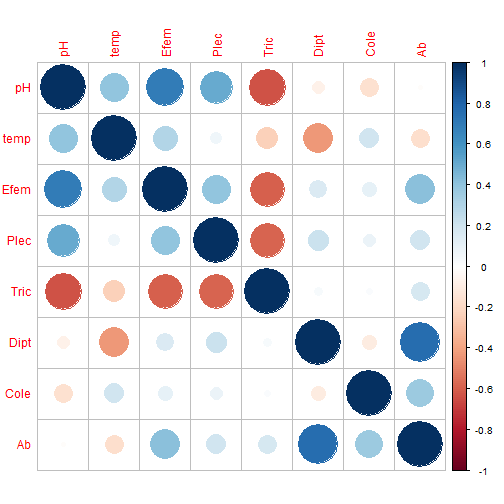 pH temp Efem Plec Tric Dipt Cole Ab
pH
temp
Efem
Plec
Tric
Dipt
Cole
Ab
1
0.8
0.6
0.4
0.2
0
-0.2
-0.4
-0.6
-0.8
-1